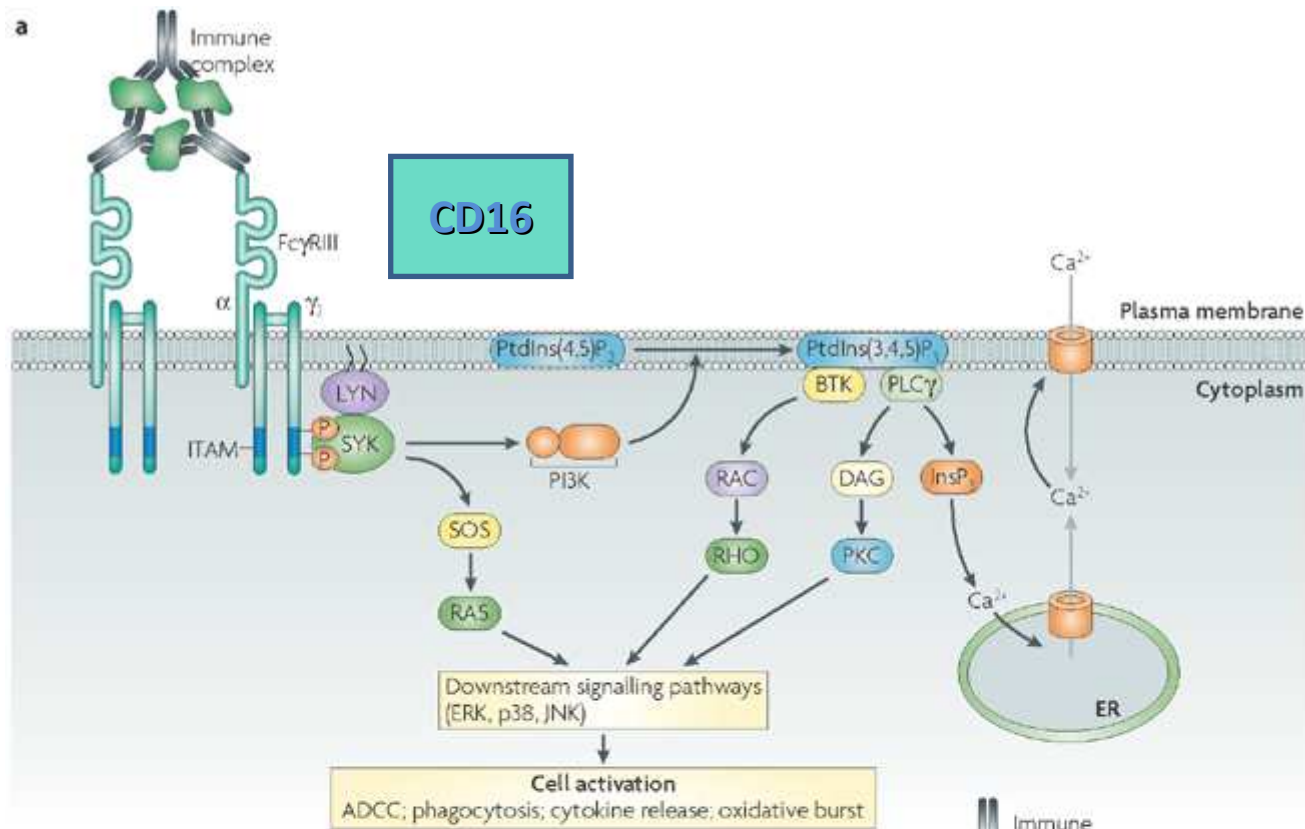 a
Immune
complex
CD16
FcγRIII
α
γ
Ca²⁺
Plasma membrane
PtdIns(4,5)P₂
PtdIns(3,4,5)P₃
Cytoplasm
LYN
BTK
PLCγ
P
SYK
P
ITAM
PI3K
RAC
DAG
InsP₃
Ca²⁺
SOS
RHO
PKC
RAS
Ca²⁺
Downstream signalling pathways
(ERK, p38, JNK)
ER
Cell activation
ADCC; phagocytosis; cytokine release; oxidative burst
Immune